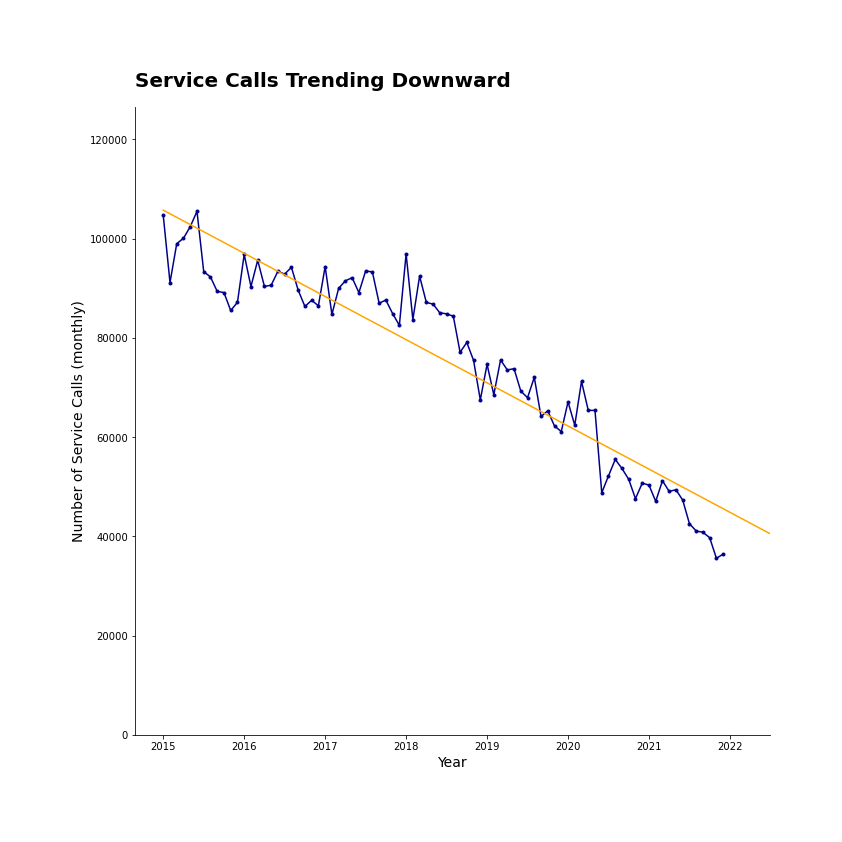 Service Calls Trending Downward
120000
100000
80000
60000
40000
20000
0
Number of Service Calls (monthly)
2015 2016 2017 2018 2019 2020 2021 2022
Year